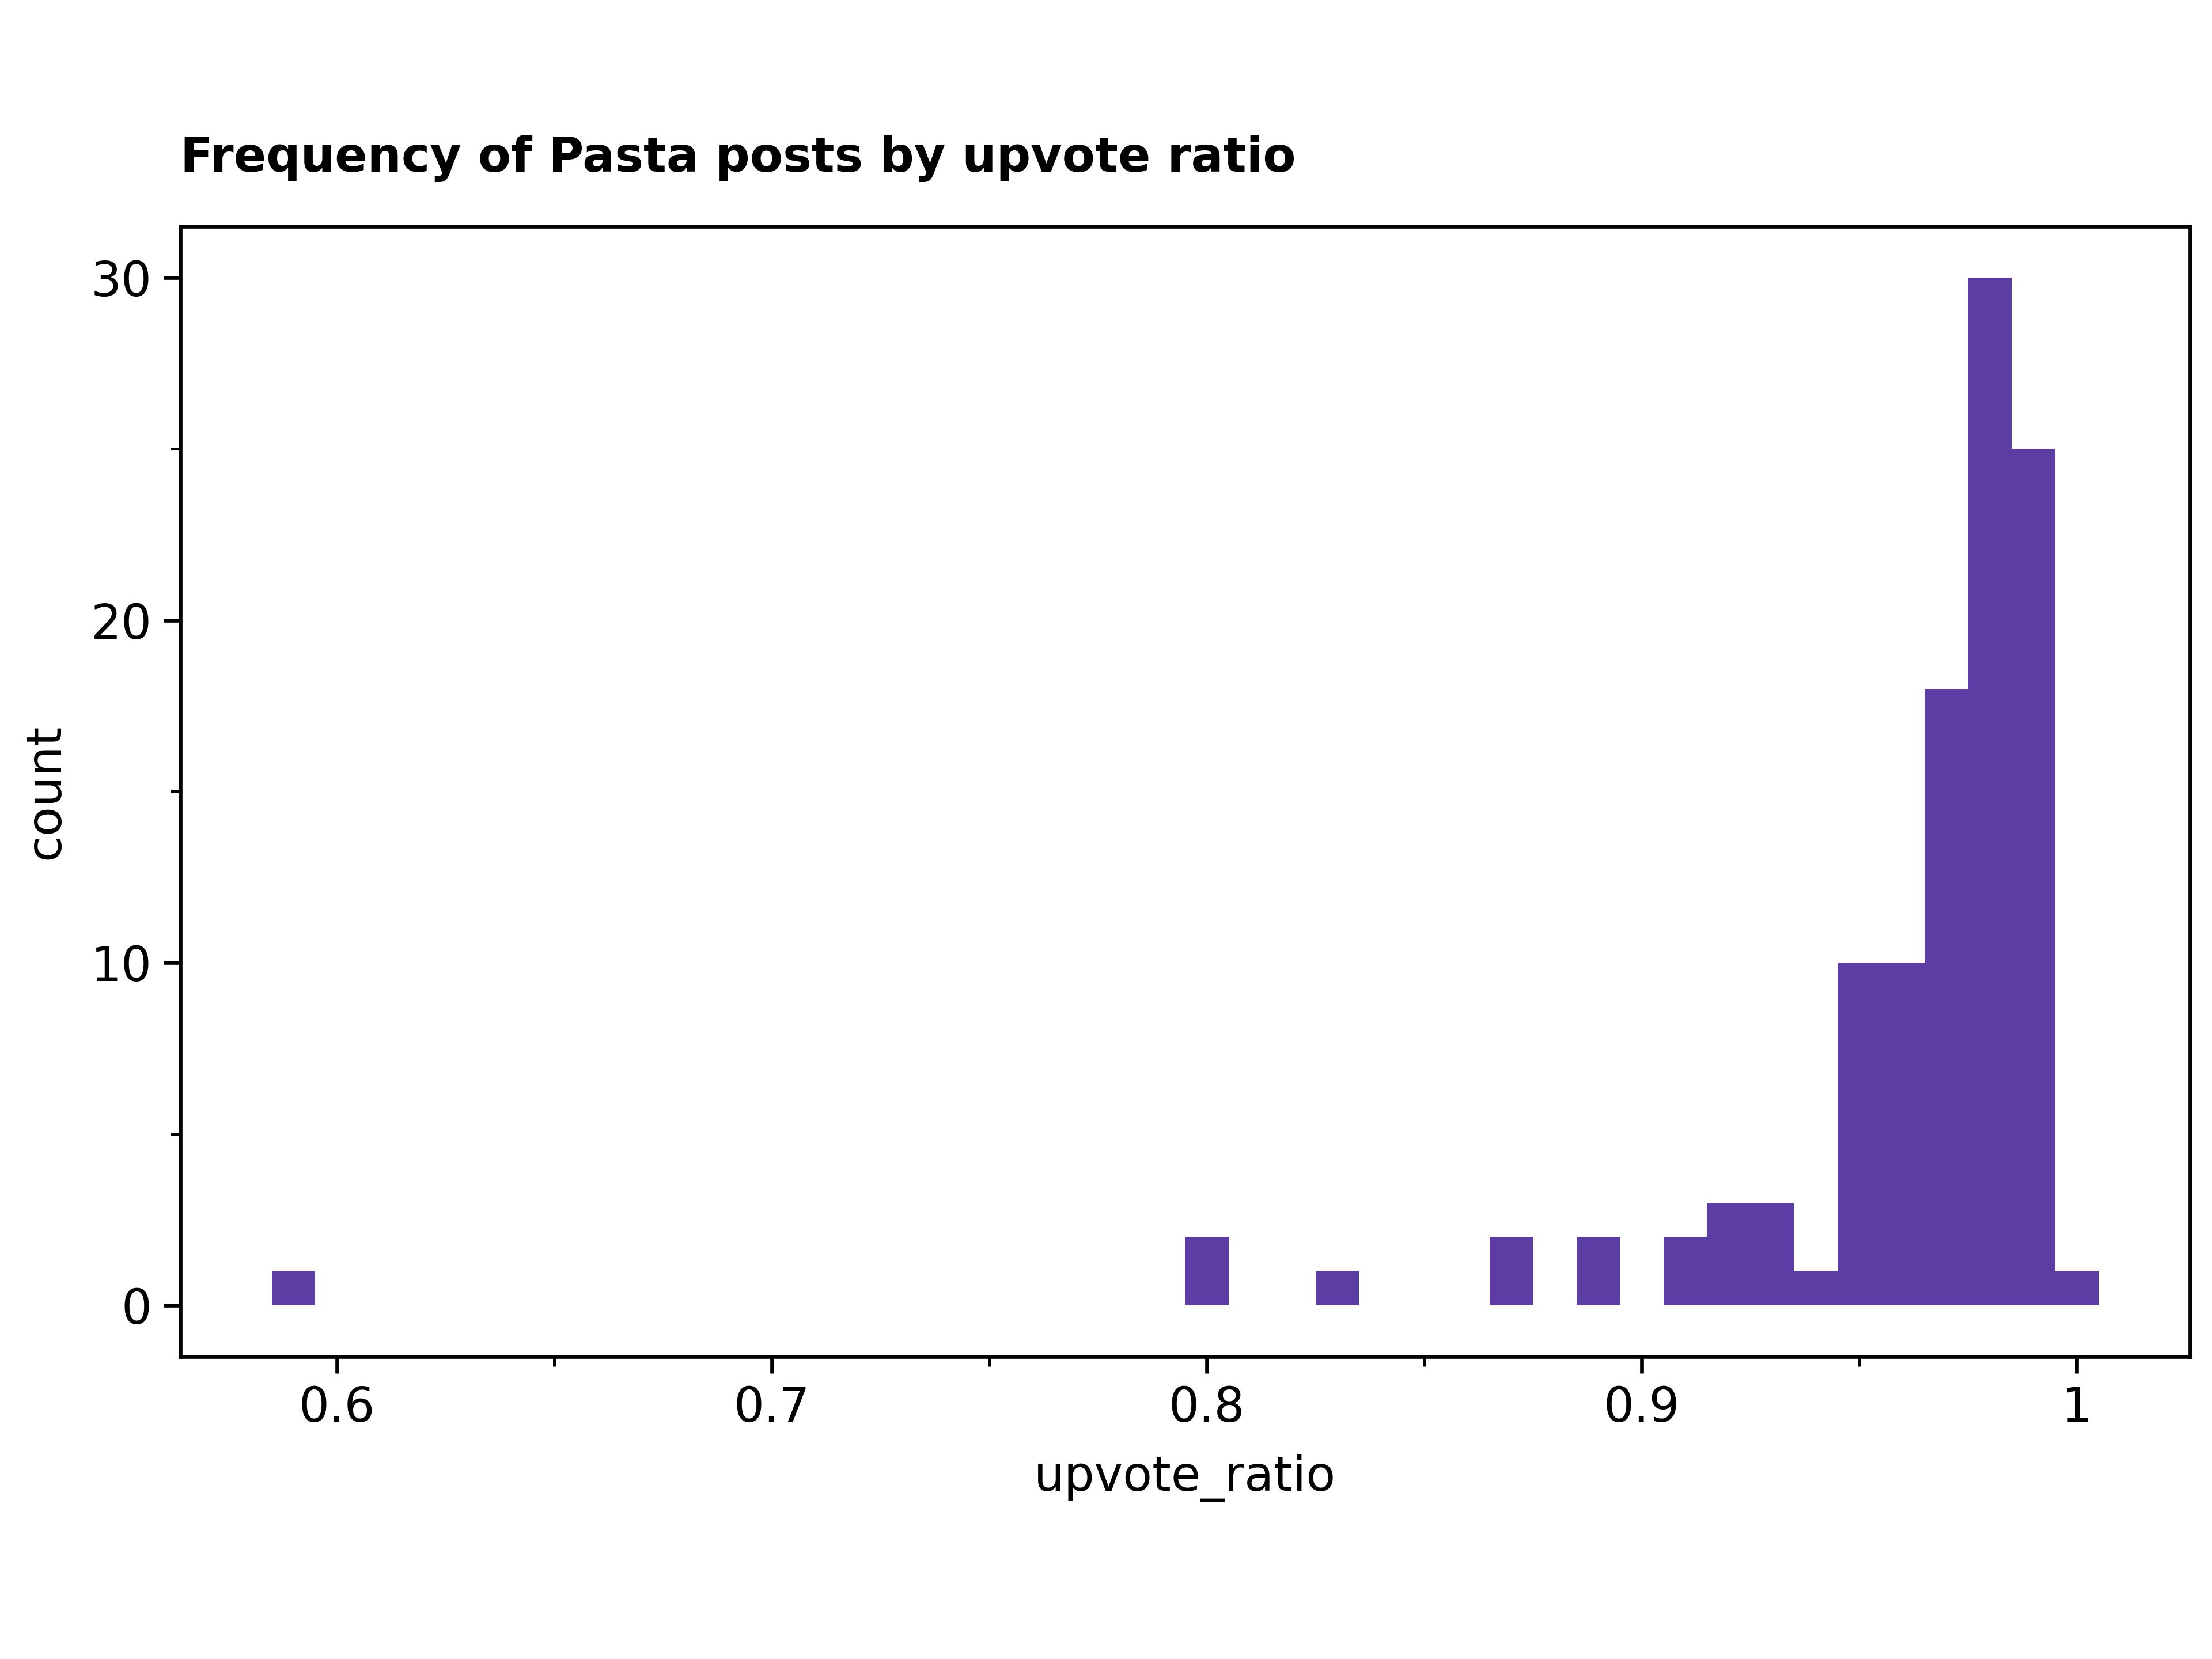 Frequency of Pasta posts by upvote ratio
30
20
10
0
count
0.6 0.7 0.8 0.9 1
upvote_ratio